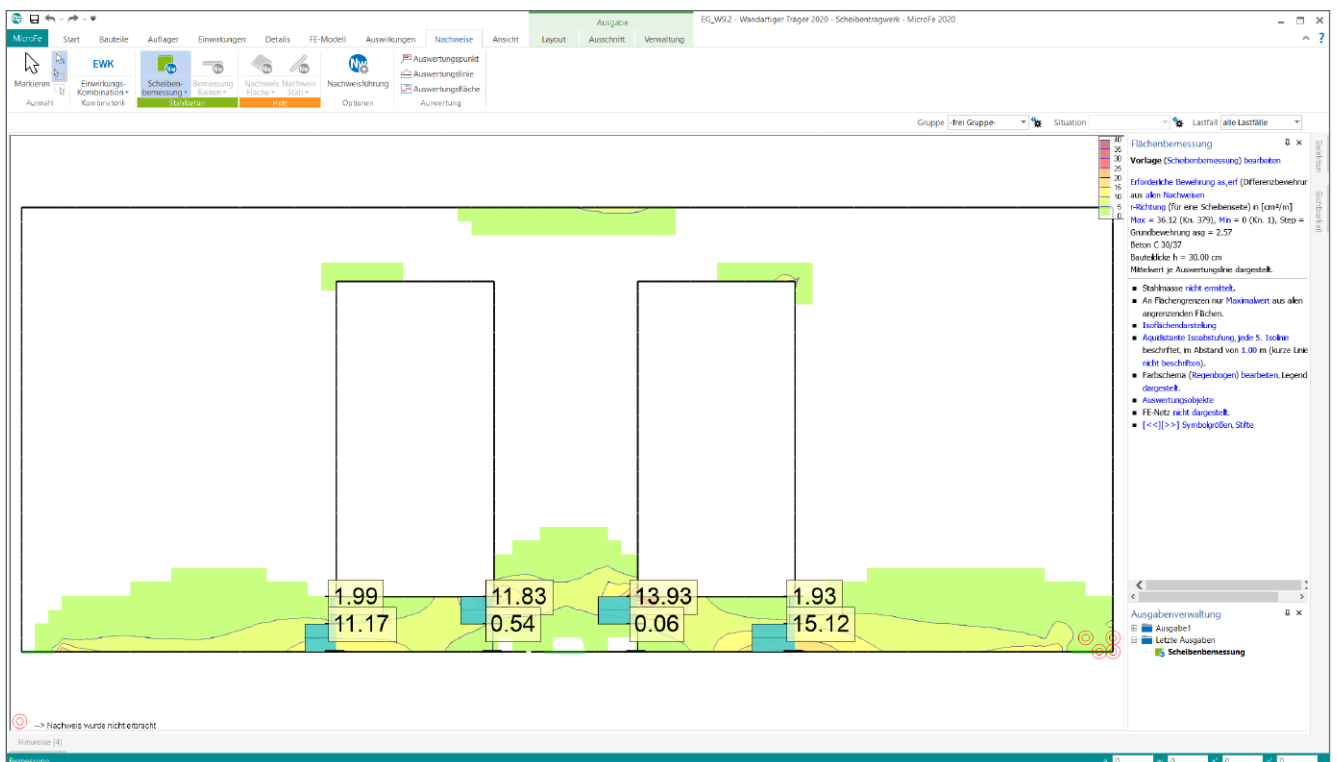 Ausgabe
EG_W9.2 - Wandartiger Träger 2020 - Scheibentragwerk - MicroFe 2020
MicroFe Start Bauteile Auflager Einwirkungen Details FE-Modell Auswirkungen Nachweise Ansicht Layout Ausschnitt Verwaltung
Markieren
Auswahl
EWK
Einwirkungs-
Kombination
Kombinatorik
Scheiben-
bemessung
Bemessung
Balken
Stahlbeton
Nachweis
Fläche
Nachweis
Stab
Holz
Nachweisführung
Optionen
Auswertungspunkt
Auswertungslinie
Auswertungsfläche
Auswertung
Gruppe -frei Gruppe- Situation Lastfall alle Lastfälle
40
35
30
25
20
15
10
5
0
1.99 11.83 13.93 1.93
11.17 0.54 0.06 15.12
--> Nachweis wurde nicht erbracht
Hinweise [4]
Flächenbemessung
Vorlage (Scheibenbemessung) bearbeiten
Erforderliche Bewehrung as,erf (Differenzbewehrur
aus allen Nachweisen
r-Richtung (für eine Scheibenseite) in [cm²/m]
Max = 36.12 (Kn. 379), Min = 0 (Kn. 1), Step =
Grundbewehrung asg = 2.57
Beton C 30/37
Bauteildicke h = 30.00 cm
Mittelwert je Auswertungslinie dargestellt.
Stahlmasse nicht ermittelt.
An Flächengrenzen nur Maximalwert aus allen
angrenzenden Flächen.
Isoflächendarstellung
Äquidistante Isoabstufung, jede 5. Isolinie
beschriftet, im Abstand von 1.00 m (kurze Linie
nicht beschriften).
Farbschema (Regenbogen) bearbeiten, Legend
dargestellt.
Auswertungsobjekte
FE-Netz nicht dargestellt.
[<<][>>] Symbolgrößen, Stifte
Ausgabenverwaltung
Ausgabe1
Letzte Ausgaben
Scheibenbemessung
Selektion
Sichtbarkeit
Bemessung
0 0 0 0